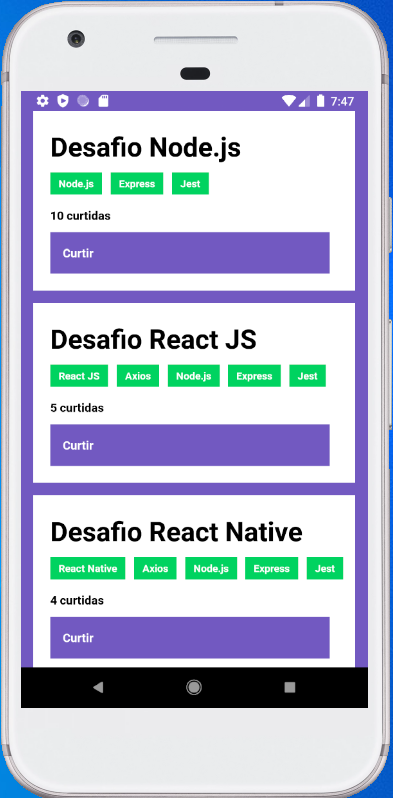 7:47
Desafio Node.js
Node.js Express Jest
10 curtidas
Curtir
Desafio React JS
React JS Axios Node.js Express Jest
5 curtidas
Curtir
Desafio React Native
React Native Axios Node.js Express Jest
4 curtidas
Curtir